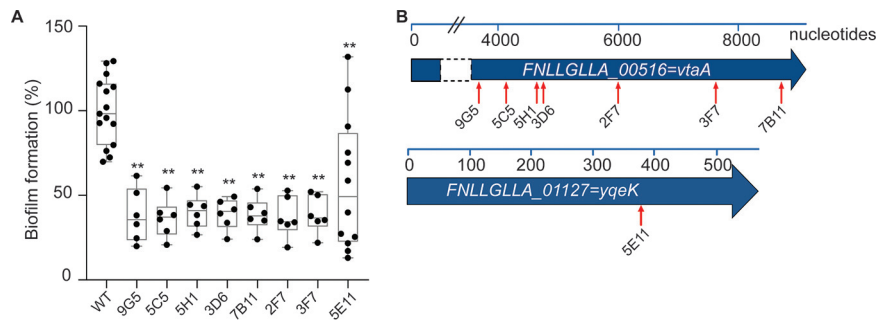 A
Biofilm formation (%)
150
100
50
0
**
**
**
**
**
**
**
**
WT
9G5
5C5
5H1
3D6
7B11
2F7
3F7
5E11
B
0
4000
6000
8000
nucleotides
FNLLGLLA_00516=vtaA
9G5
5C5
5H1
3D6
2F7
3F7
7B11
0
100
200
300
400
500
FNLLGLLA_01127=yqeK
5E11